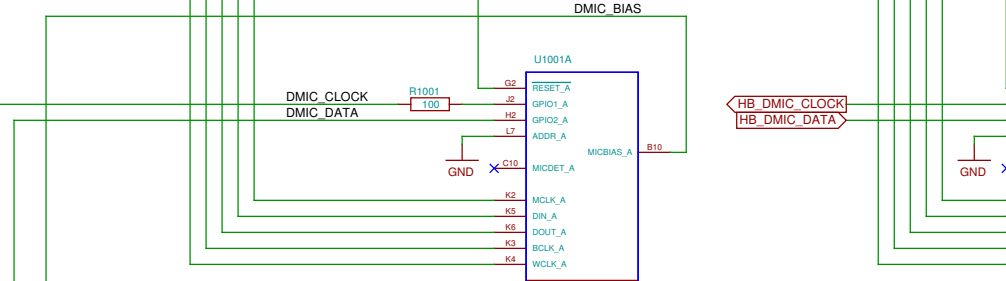 DMIC_BIAS
U1001A
G2 RESET_A
DMIC_CLOCK R1001 100 J2 GPIO1_A HB_DMIC_CLOCK
DMIC_DATA H2 GPIO2_A HB_DMIC_DATA
L7 ADDR_A
MICBIAS_A B10
GND C10 MICDET_A GND
K2 MCLK_A
K5 DIN_A
K6 DOUT_A
K3 BCLK_A
K4 WCLK_A